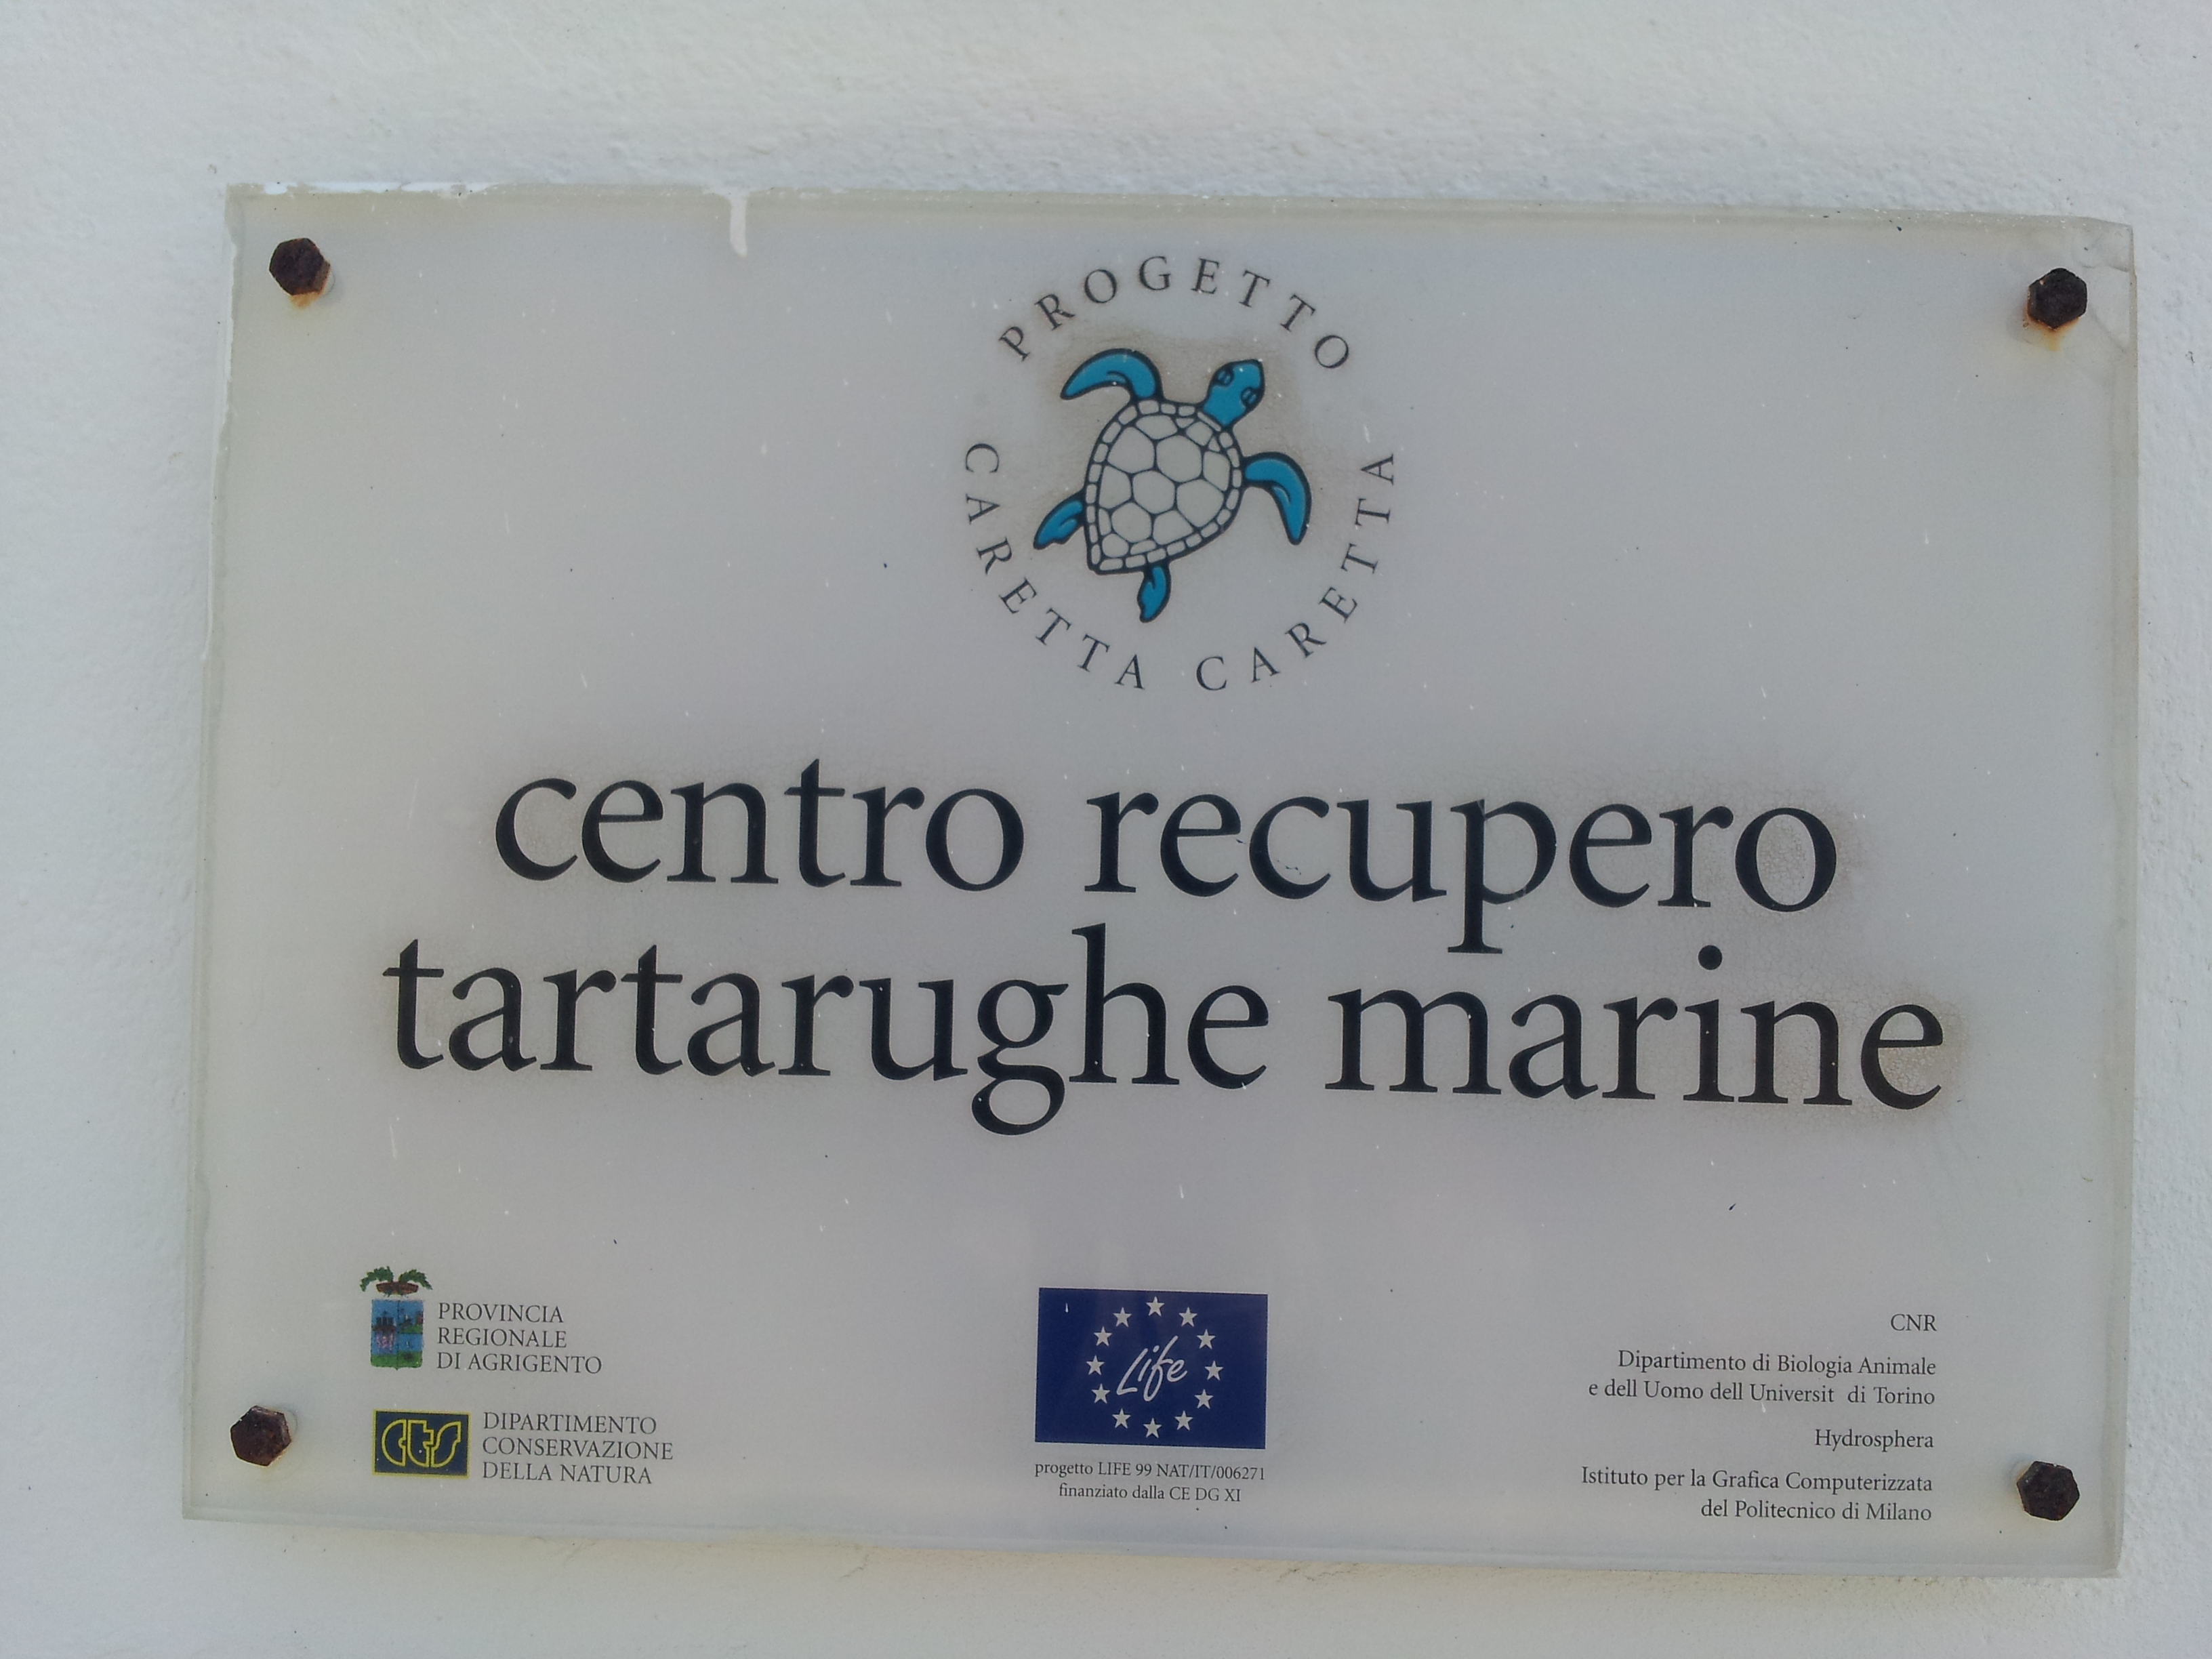 PROGETTO
CARETTA CARETTA
centro recupero
tartarughe marine
PROVINCIA
REGIONALE
DI AGRIGENTO
cts
DIPARTIMENTO
CONSERVAZIONE
DELLA NATURA
Life
progetto LIFE 99 NAT/IT/006271
finanziato dalla CE DG XI
CNR
Dipartimento di Biologia Animale
e dell Uomo dell Universit di Torino
Hydrosphera
Istituto per la Grafica Computerizzata
del Politecnico di Milano